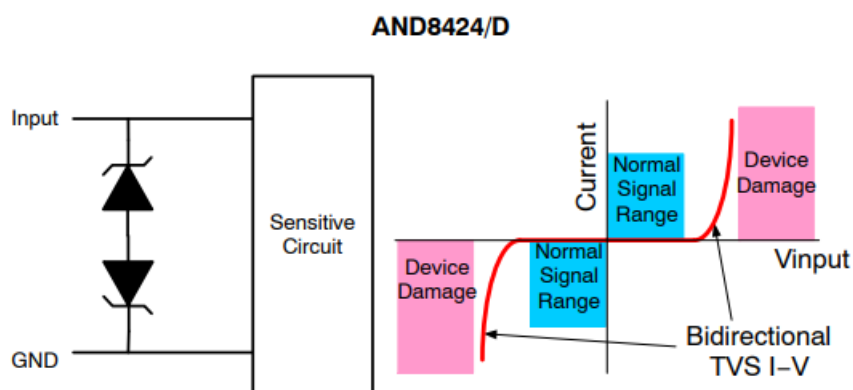 AND8424/D
Input
GND
Sensitive
Circuit
Current
Normal
Signal
Range
Device
Damage
Vinput
Device
Damage
Normal
Signal
Range
Bidirectional
TVS I–V